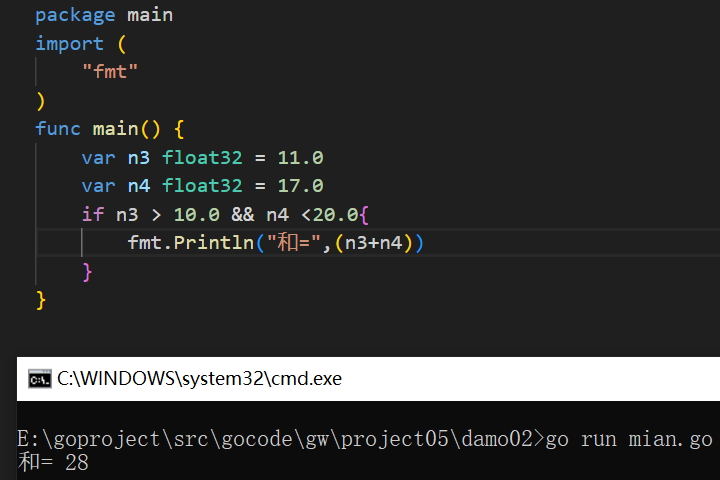 package main
import (
"fmt"
)
func main() {
var n3 float32 = 11.0
var n4 float32 = 17.0
if n3 > 10.0 && n4 <20.0{
fmt.Println("和=",(n3+n4))
}
}
C:\WINDOWS\system32\cmd.exe
E:\goproject\src\gocode\gw\project05\damo02>go run mian.go
和= 28